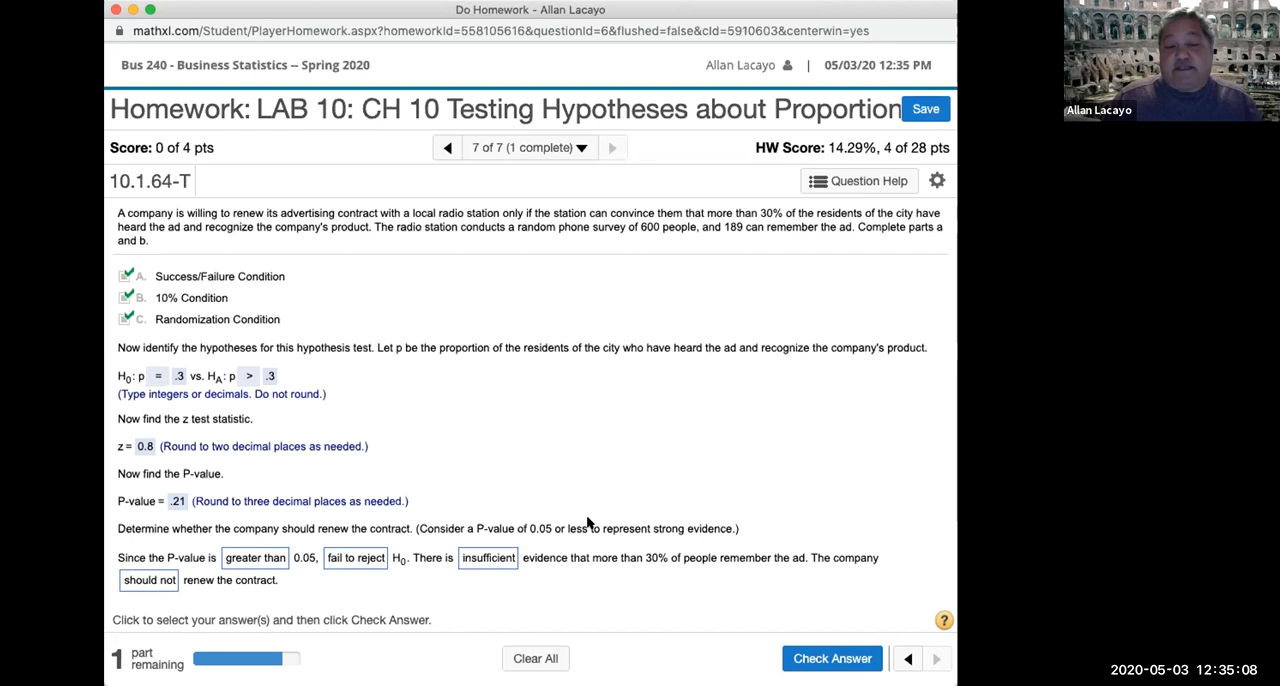 Do Homework - Allan Lacayo
mathxl.com/Student/PlayerHomework.aspx?homeworkId=558105616&questionId=6&flushed=false&cId=5910603&centerwin=yes
Bus 240 - Business Statistics -- Spring 2020
Allan Lacayo | 05/03/20 12:35 PM
Allan Lacayo
Homework: LAB 10: CH 10 Testing Hypotheses about Proportion
Save
Score: 0 of 4 pts
7 of 7 (1 complete)
HW Score: 14.29%, 4 of 28 pts
10.1.64-T
Question Help
A company is willing to renew its advertising contract with a local radio station only if the station can convince them that more than 30% of the residents of the city have
heard the ad and recognize the company's product. The radio station conducts a random phone survey of 600 people, and 189 can remember the ad. Complete parts a
and b.
A. Success/Failure Condition
B. 10% Condition
C. Randomization Condition
Now identify the hypotheses for this hypothesis test. Let p be the proportion of the residents of the city who have heard the ad and recognize the company's product.
H0: p = .3 vs. HA: p > .3
(Type integers or decimals. Do not round.)
Now find the z test statistic.
z = 0.8 (Round to two decimal places as needed.)
Now find the P-value.
P-value = .21 (Round to three decimal places as needed.)
Determine whether the company should renew the contract. (Consider a P-value of 0.05 or less to represent strong evidence.)
Since the P-value is greater than 0.05, fail to reject H0. There is insufficient evidence that more than 30% of people remember the ad. The company
should not renew the contract.
Click to select your answer(s) and then click Check Answer.
?
1 part
remaining
Clear All
Check Answer
2020-05-03 12:35:08